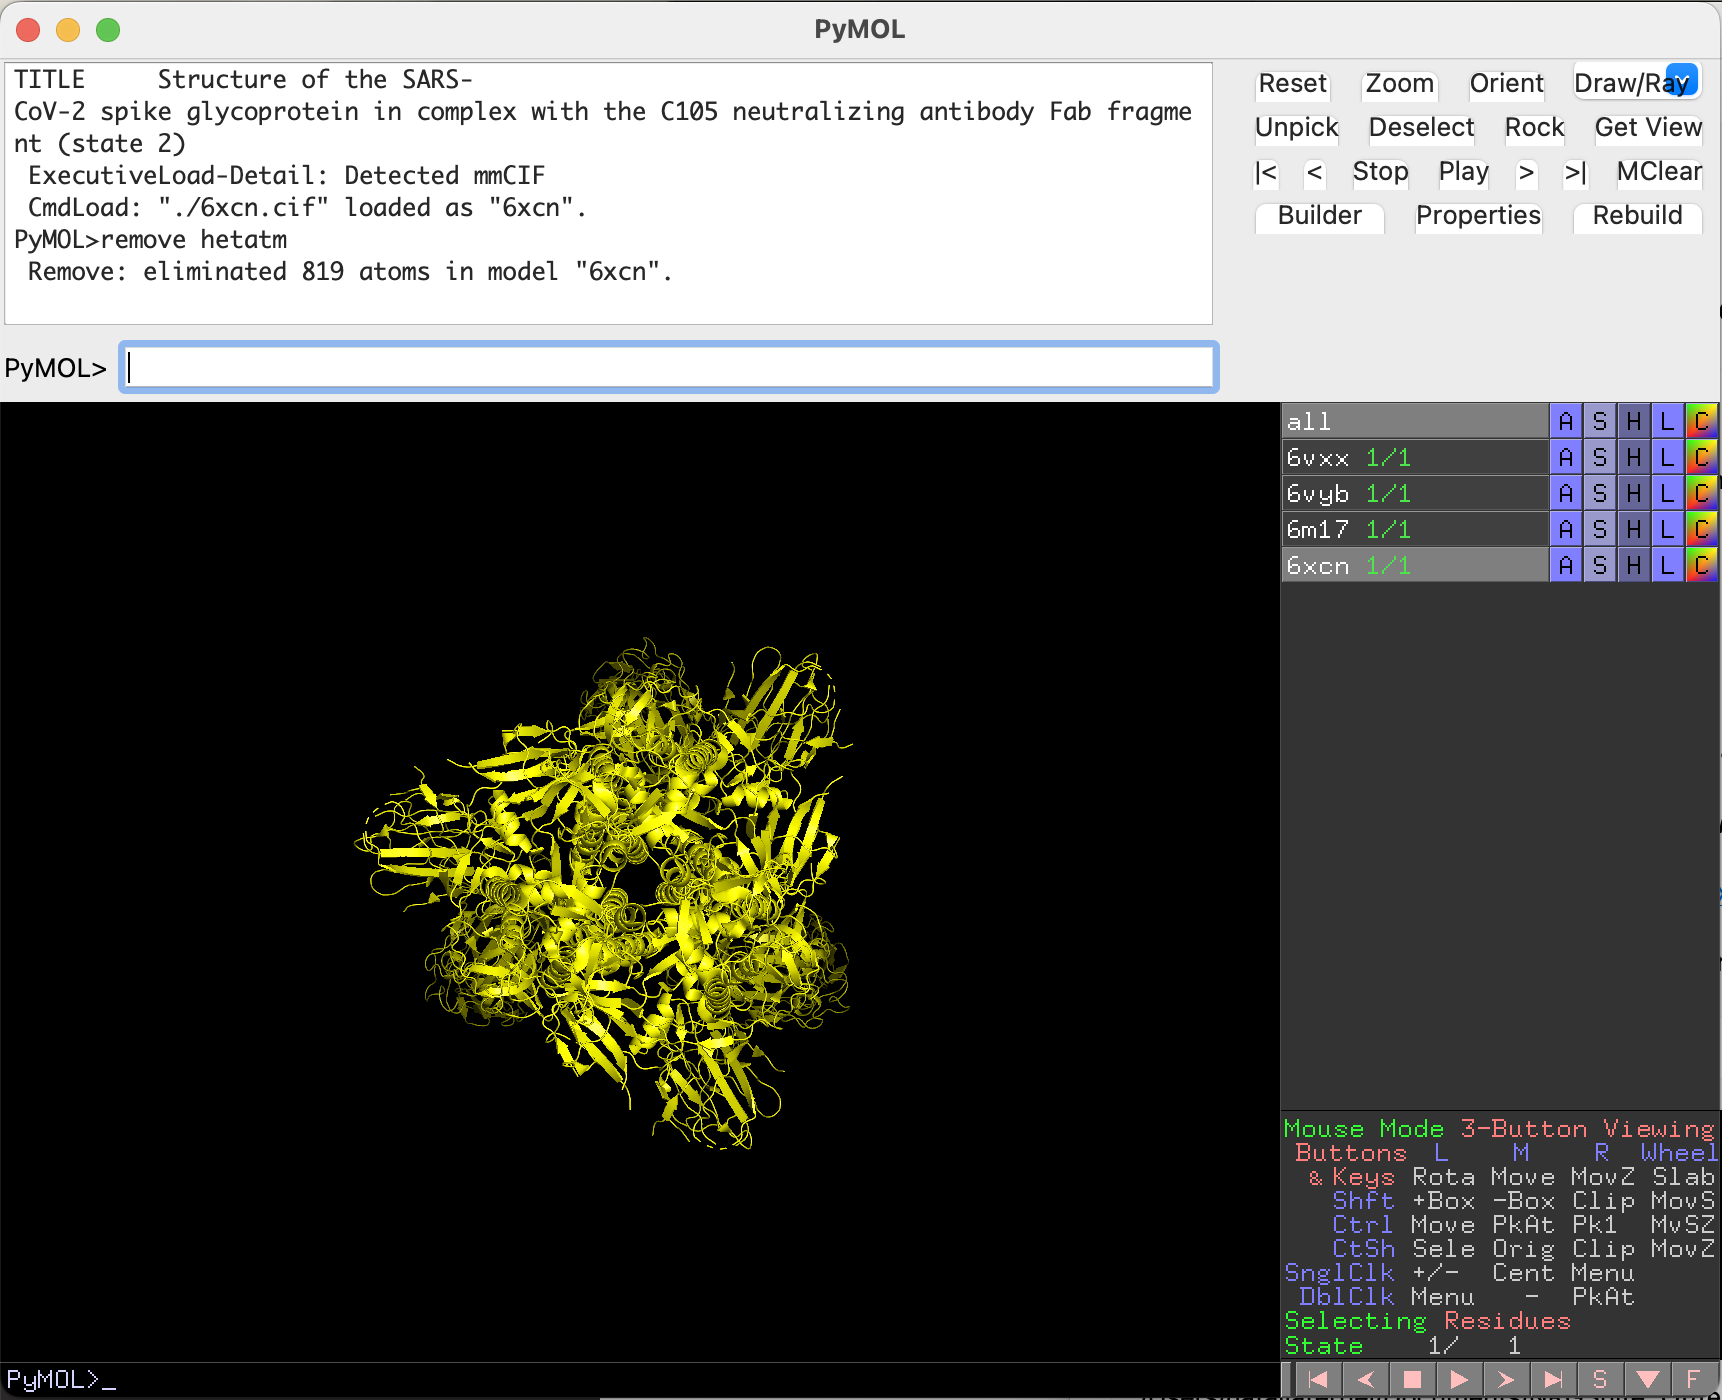 PyMOL
TITLE     Structure of the SARS-
CoV-2 spike glycoprotein in complex with the C105 neutralizing antibody Fab fragme
nt (state 2)
ExecutiveLoad-Detail: Detected mmCIF
CmdLoad: "./6xcn.cif" loaded as "6xcn".
PyMOL>remove hetatm
Remove: eliminated 819 atoms in model "6xcn".
Reset Zoom Orient Draw/Ray
Unpick Deselect Rock Get View
|< < Stop Play > >| MClear
Builder Properties Rebuild
PyMOL>
all A S H L C
6vxx 1/1 A S H L C
6vyb 1/1 A S H L C
6m17 1/1 A S H L C
6xcn 1/1 A S H L C
Mouse Mode 3-Button Viewing
Buttons L M R Wheel
& Keys Rota Move MovZ Slab
Shft +Box -Box Clip MovS
Ctrl Move PkAt Pk1 MvSZ
CtSh Sele Orig Clip MovZ
SnglClk +/- Cent Menu
DblClk Menu - PkAt
Selecting Residues
State 1/ 1
PyMOL>_
S F